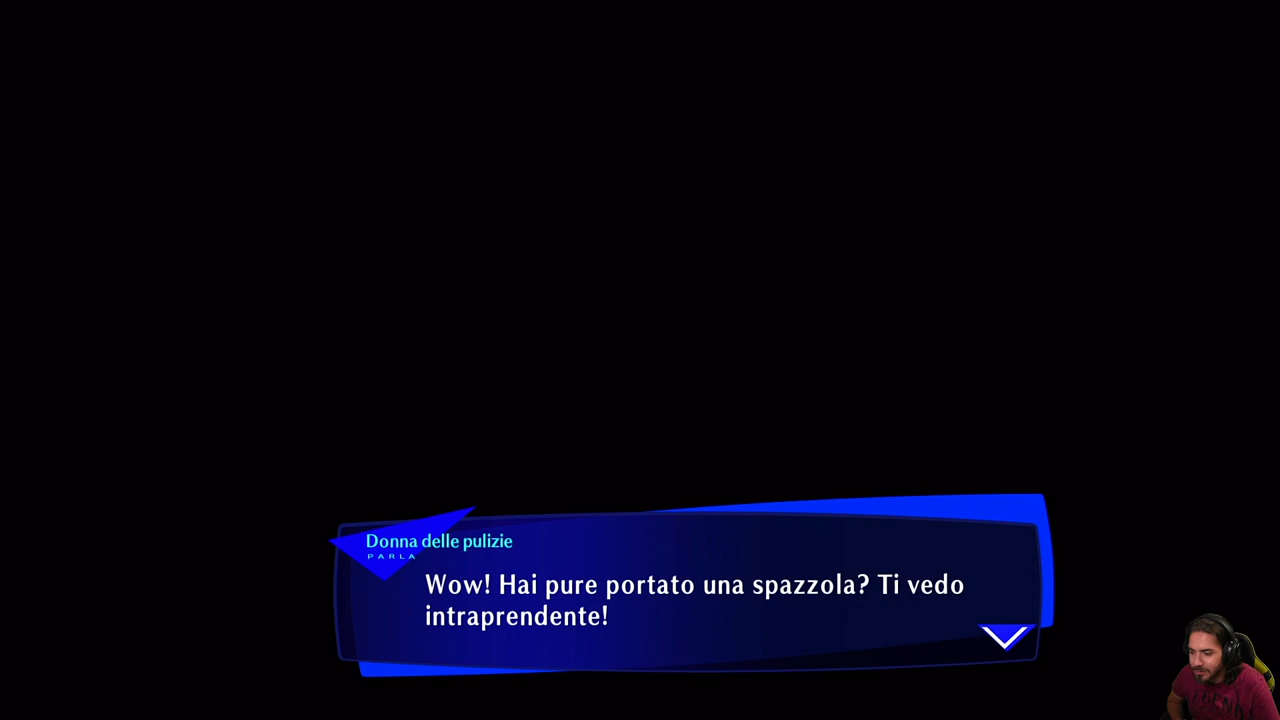 Donna delle pulizie
PARLA
Wow! Hai pure portato una spazzola? Ti vedo
intraprendente!